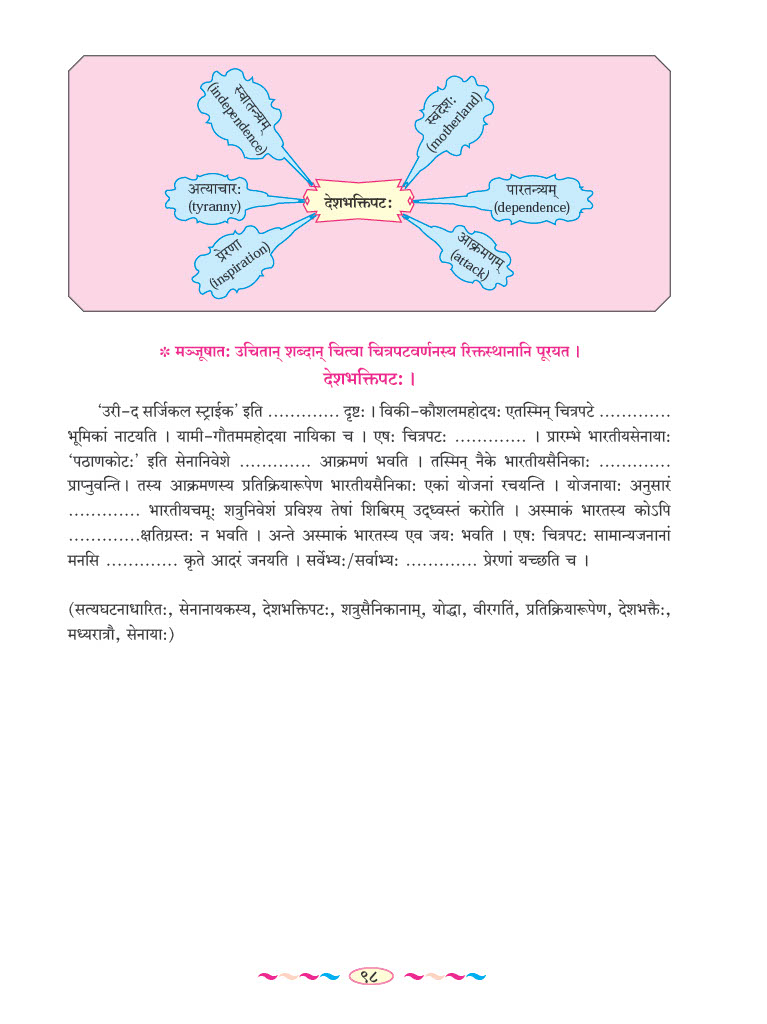 स्वातन्त्र्यम्
(independence)
स्वदेश:
(motherland)
अत्याचार:
(tyranny)
देशभक्तिपट:
पारतन्त्र्यम्
(dependence)
प्रेरणा
(inspiration)
आक्रमणम्
(attack)
✽ मञ्जूषात: उचितान् शब्दान् चित्वा चित्रपटवर्णनस्य रिक्तस्थानानि पूरयत ।
देशभक्तिपट: ।
‘उरी-द सर्जिकल स्ट्राईक’ इति ............. दृष्ट: । विकी-कौशलमहोदय: एतस्मिन् चित्रपटे .............
भूमिकां नाटयति । यामी-गौतममहोदया नायिका च । एष: चित्रपट: ............. । प्रारम्भे भारतीयसेनाया:
‘पठाणकोट:’ इति सेनानिवेशे ............. आक्रमणं भवति । तस्मिन् नैके भारतीयसैनिका: .............
प्राप्नुवन्ति। तस्य आक्रमणस्य प्रतिक्रियारूपेण भारतीयसैनिका: एकां योजनां रचयन्ति । योजनाया: अनुसारं
............. भारतीयचमू: शत्रुनिवेशं प्रविश्य तेषां शिबिरम् उद्ध्वस्तं करोति । अस्माकं भारतस्य कोऽपि
.............क्षतिग्रस्त: न भवति । अन्ते अस्माकं भारतस्य एव जय: भवति । एष: चित्रपट: सामान्यजनानां
मनसि ............. कृते आदरं जनयति । सर्वेभ्य:/सर्वाभ्य: ............. प्रेरणां यच्छति च ।
(सत्यघटनाधारित:, सेनानायकस्य, देशभक्तिपट:, शत्रुसैनिकानाम्, योद्धा, वीरगतिं, प्रतिक्रियारूपेण, देशभक्तै:,
मध्यरात्रौ, सेनाया:)
९८